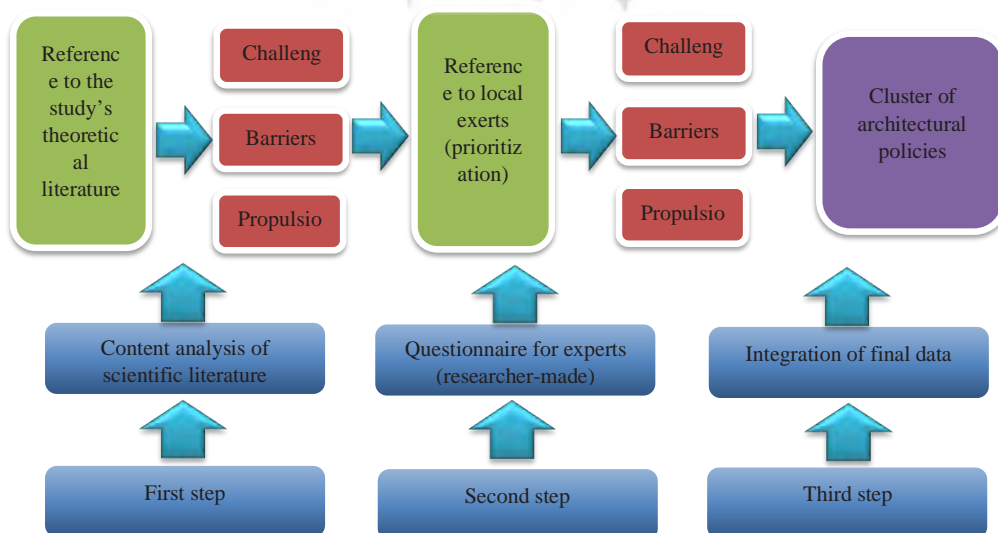 Referenc
e to the
study's
theoretic
al
literature
Challeng
Barriers
Propulsio
Referenc
e to local
exerts
(prioritiz
ation)
Challeng
Barriers
Propulsio
Cluster of
architectural
policies
Content analysis of
scientific literature
Questionnaire for experts
(researcher-made)
Integration of final data
First step
Second step
Third step